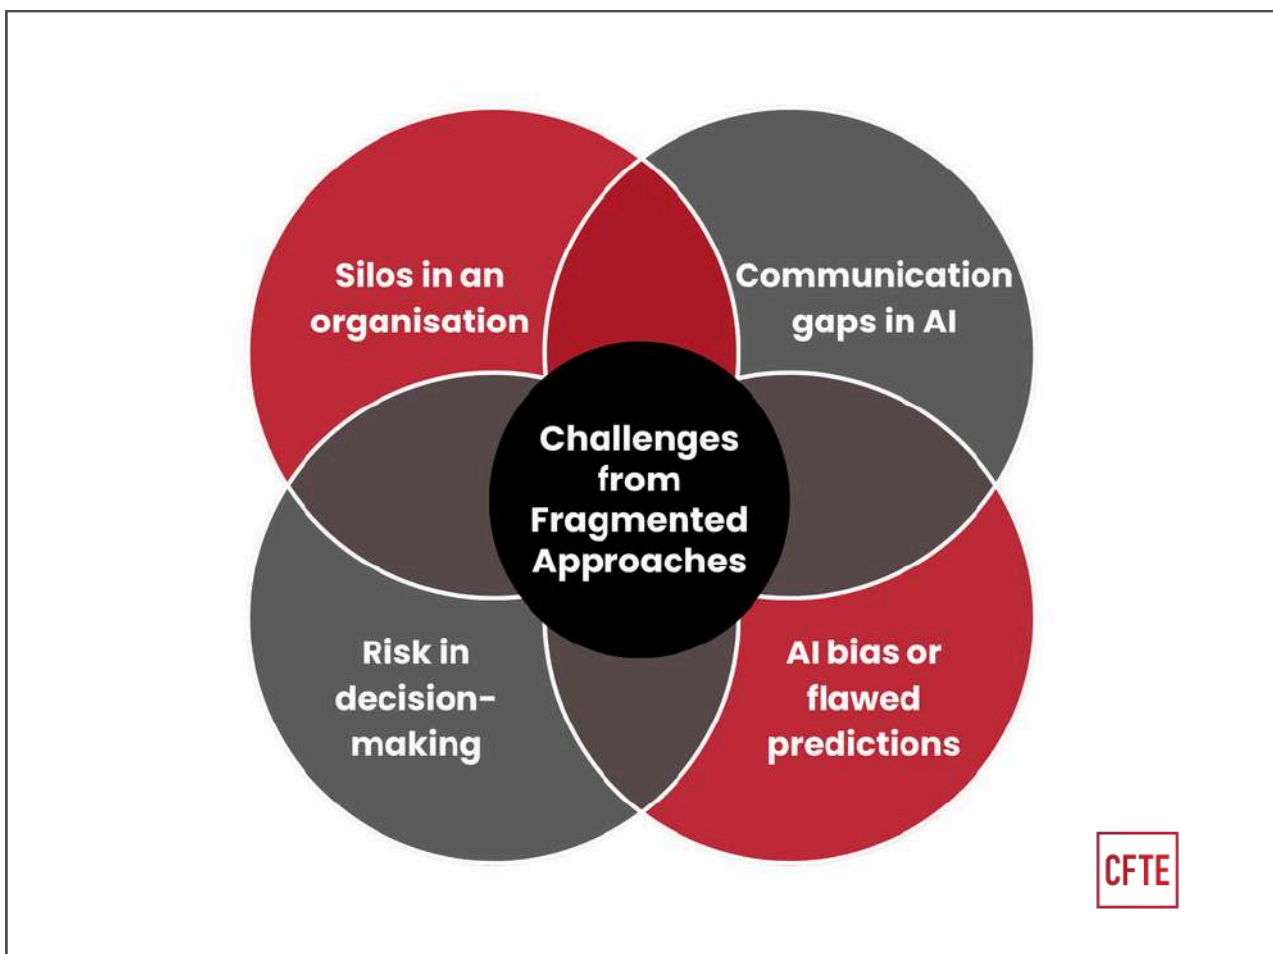 Silos in an
organisation
Communication
gaps in AI
Challenges
from
Fragmented
Approaches
Risk in
decision-
making
AI bias or
flawed
predictions
CFTE